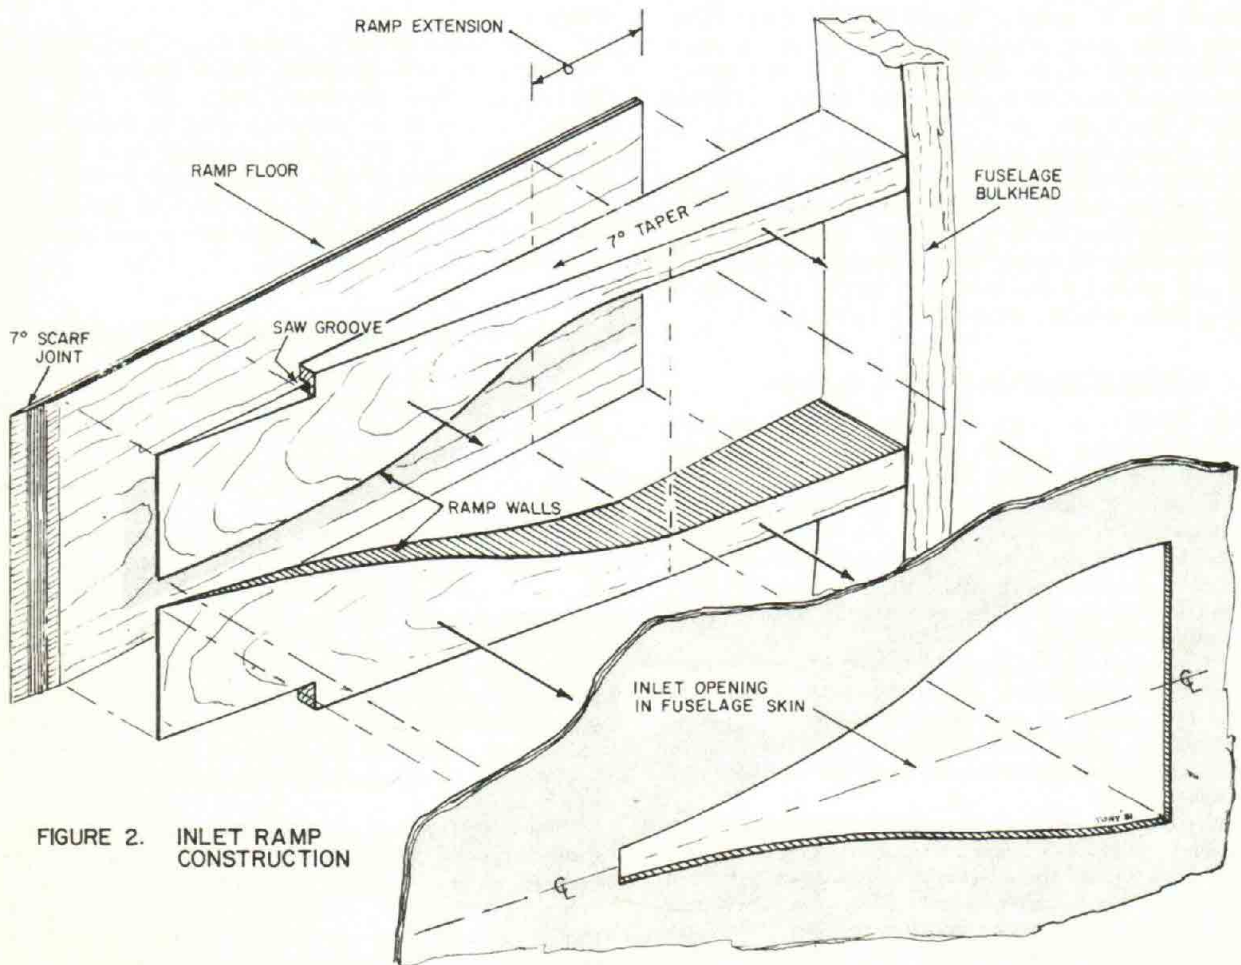 RAMP EXTENSION
RAMP FLOOR
FUSELAGE
BULKHEAD
7° TAPER
SAW GROOVE
7° SCARF
JOINT
RAMP WALLS
INLET OPENING
IN FUSELAGE SKIN
℄
℄
FIGURE 2. INLET RAMP
CONSTRUCTION